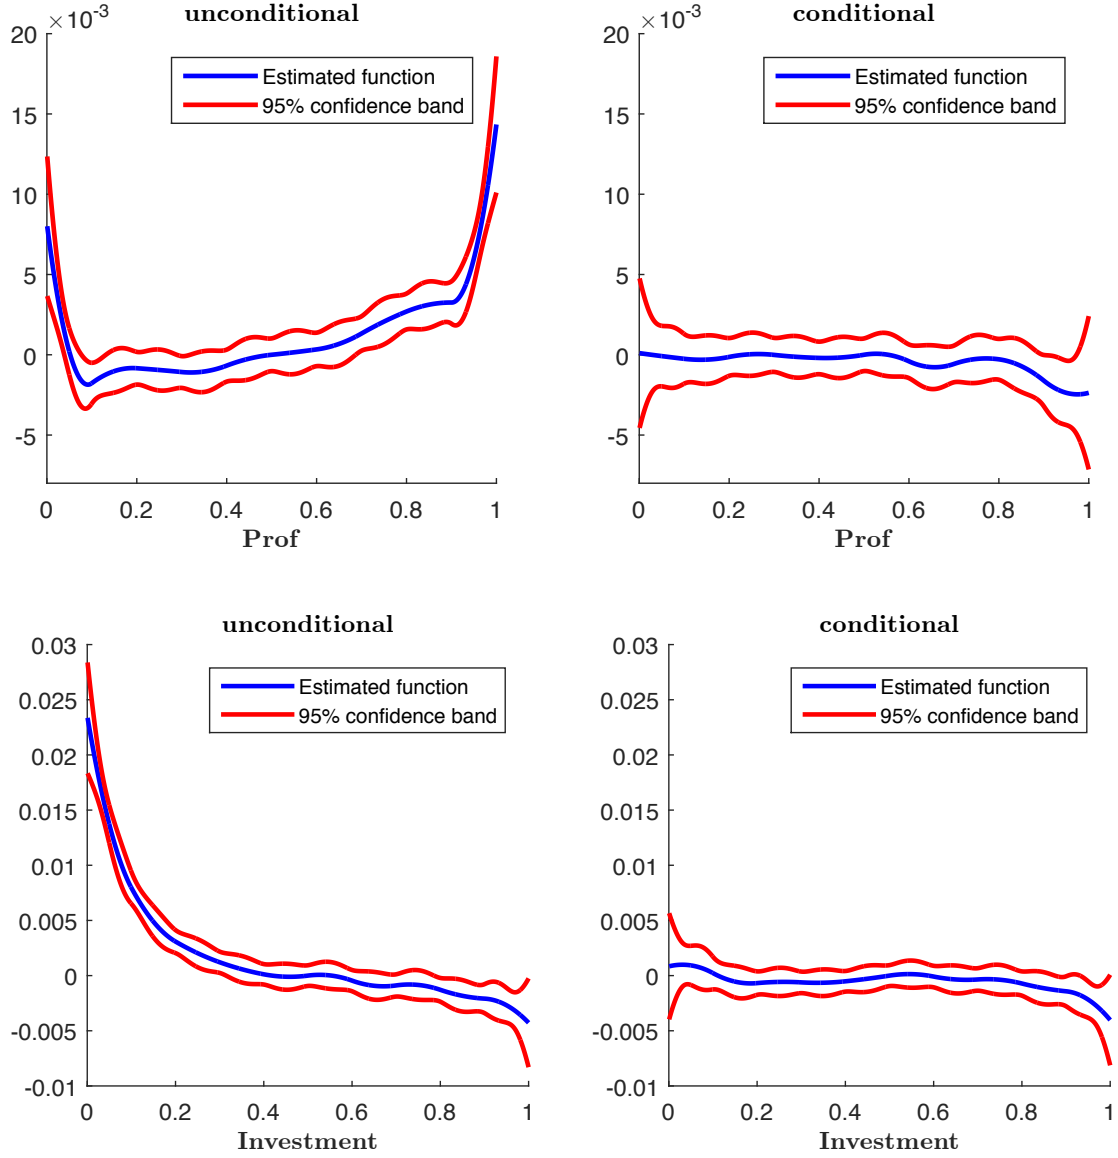 unconditional
×10-3
20
15
10
5
0
-5
Estimated function
95% confidence band
0 0.2 0.4 0.6 0.8 1
Prof
conditional
×10-3
20
15
10
5
0
-5
Estimated function
95% confidence band
0 0.2 0.4 0.6 0.8 1
Prof
unconditional
0.03
0.025
0.02
0.015
0.01
0.005
0
-0.005
-0.01
Estimated function
95% confidence band
0 0.2 0.4 0.6 0.8 1
Investment
conditional
0.03
0.025
0.02
0.015
0.01
0.005
0
-0.005
-0.01
Estimated function
95% confidence band
0 0.2 0.4 0.6 0.8 1
Investment